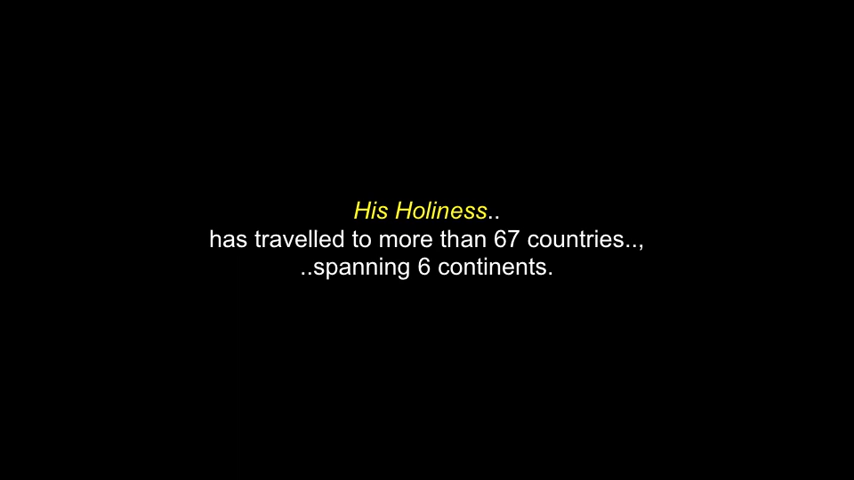 His Holiness..
has travelled to more than 67 countries..,
..spanning 6 continents.